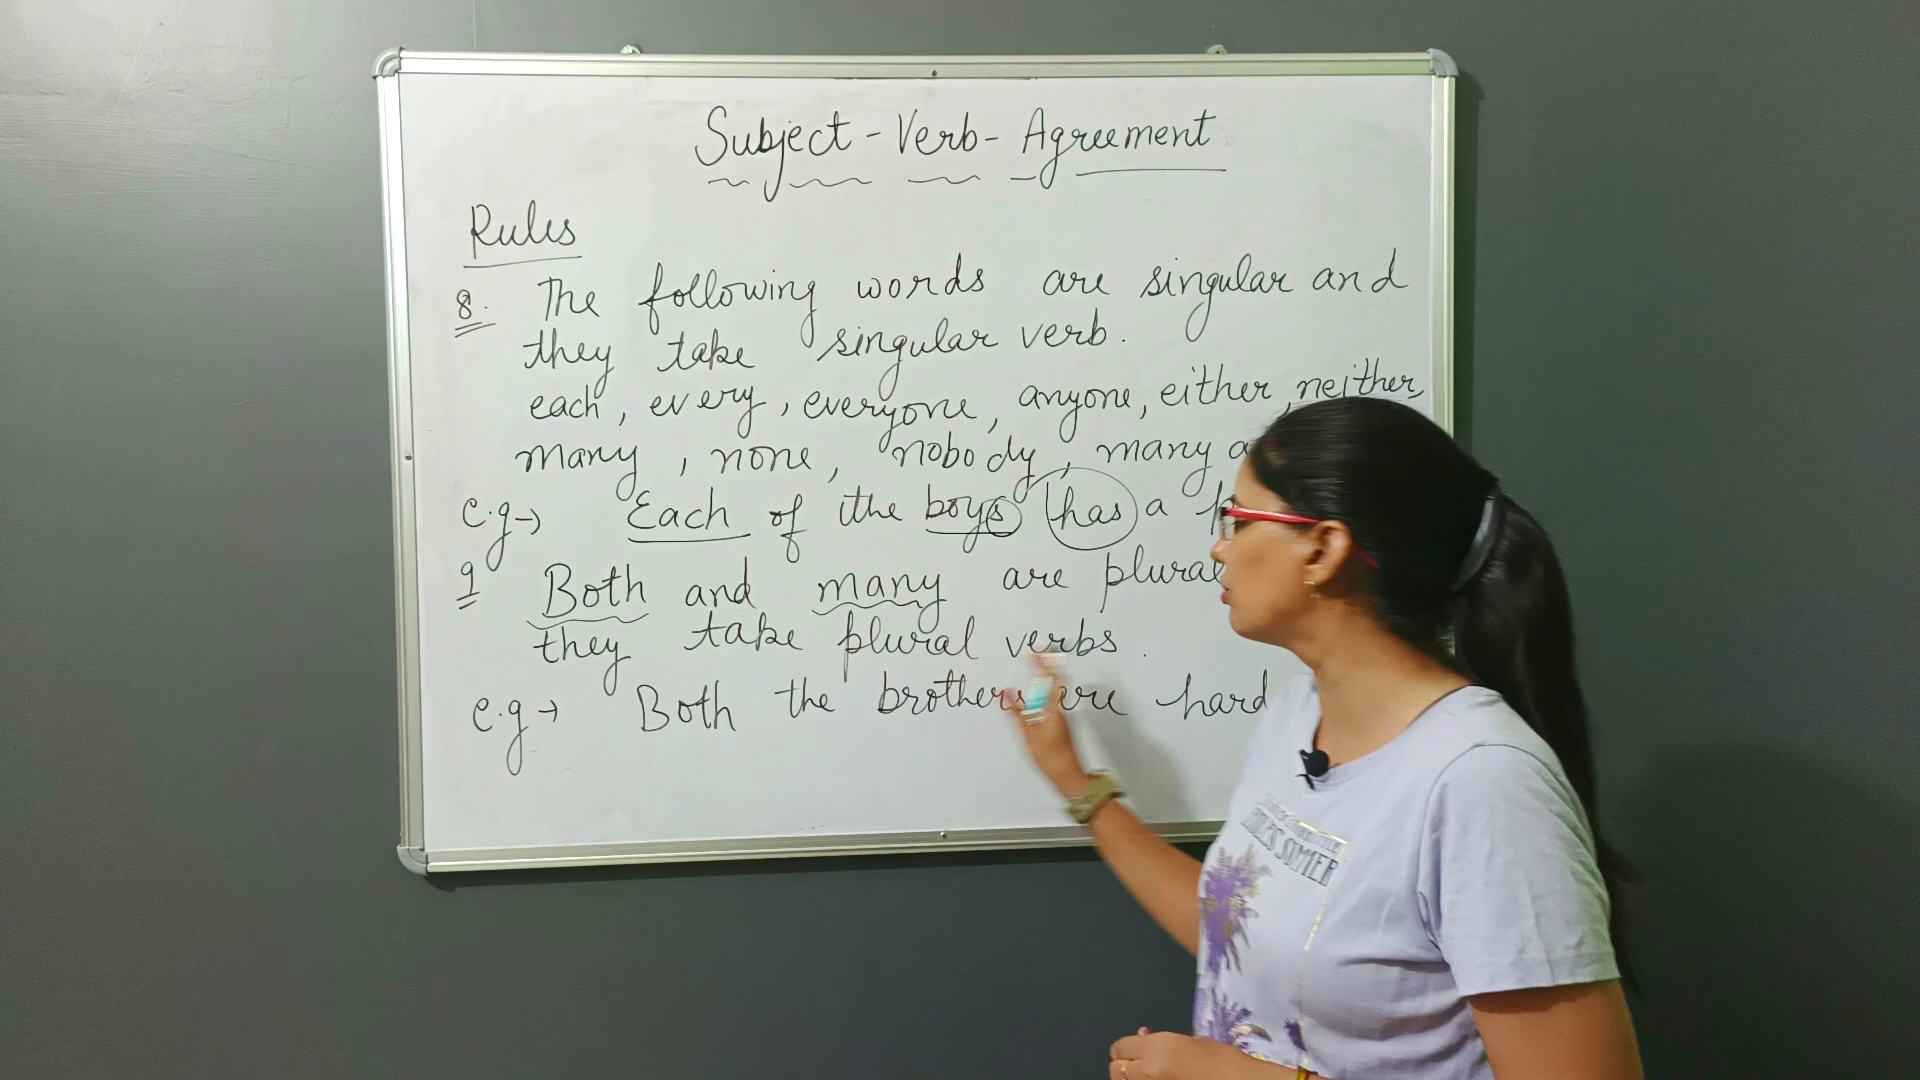 Subject-Verb-Agreement
Rules
8. The following words are singular and
they take singular verb.
each, every, everyone, anyone, either, neither,
many, none, nobody, many a
e.g→ Each of the boys has a
9 Both and many are plural
they take plural verbs.
e.g→ Both the brothers are hard
SUMMER